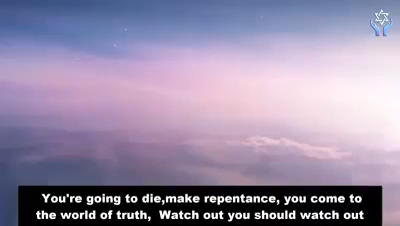 You're going to die,make repentance, you come to
the world of truth,  Watch out you should watch out